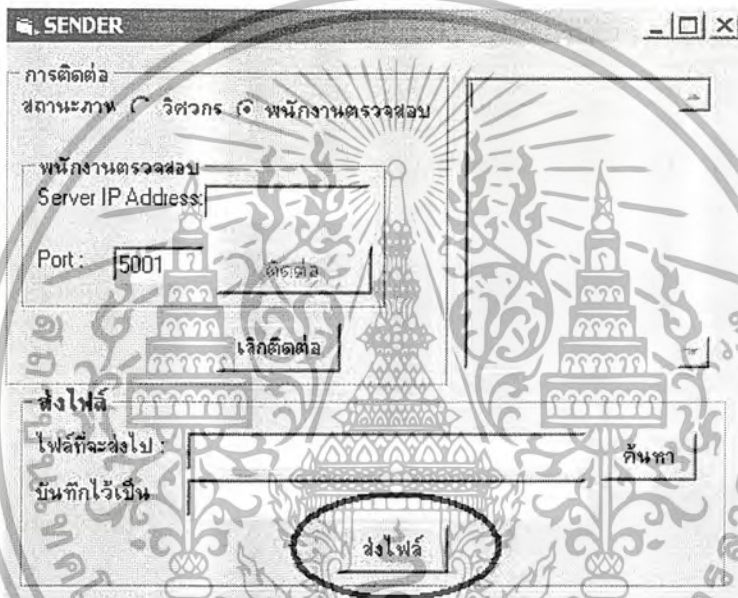 SENDER
การติดต่อ
สถานะภาพ วิศวกร พนักงานตรวจสอบ
พนักงานตรวจสอบ
Server IP Address:
Port : 5001
ติดต่อ
เลิกติดต่อ
ส่งไฟล์
ไฟล์ที่จะส่งไป :
ค้นหา
บันทึกไว้เป็น
ส่งไฟล์